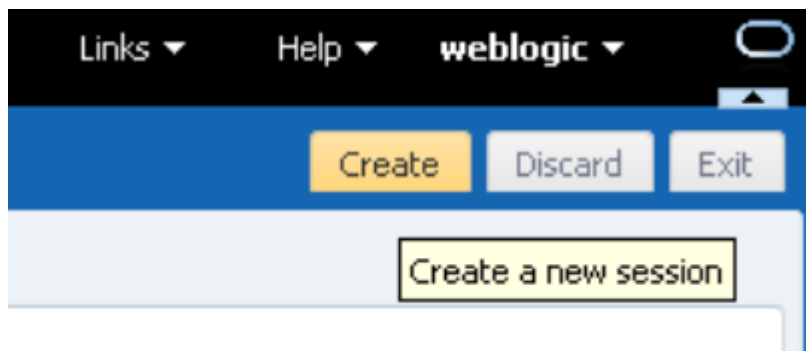 Links Help weblogic
Create Discard Exit
Create a new session